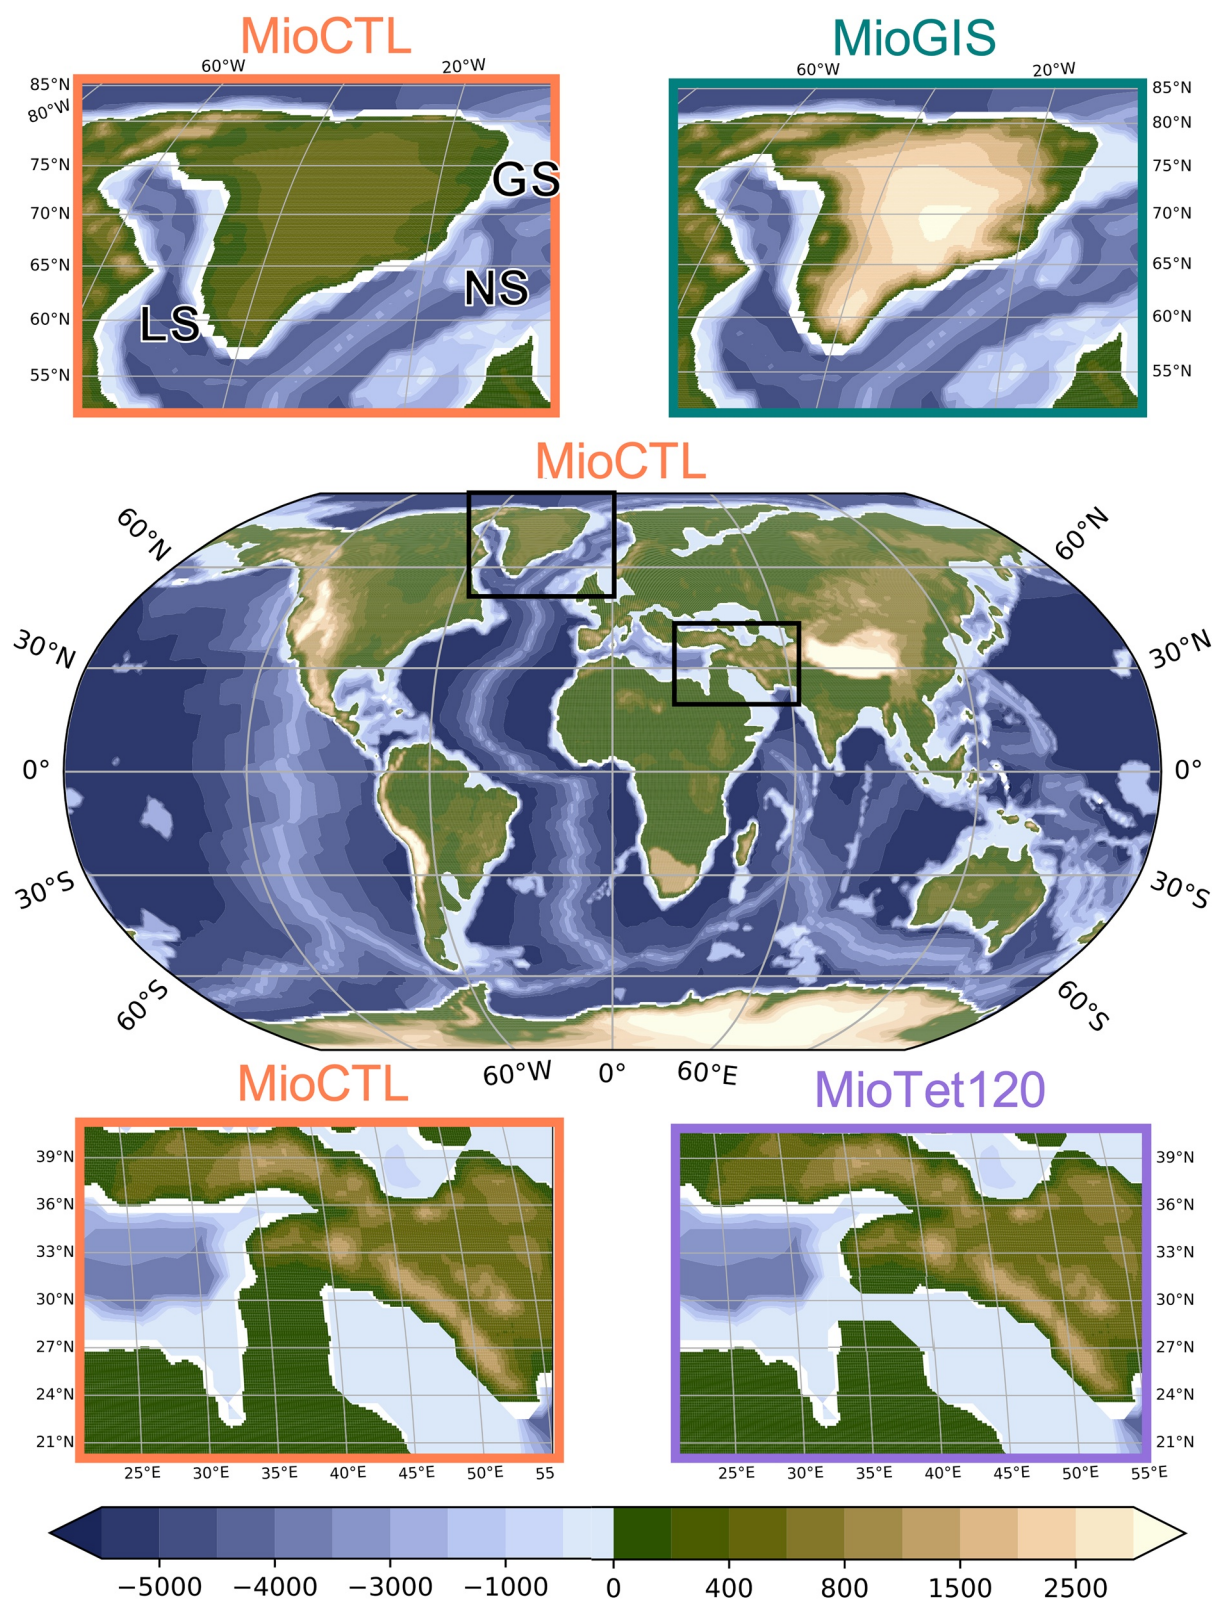 MioCTL
MioGIS
60°W
20°W
60°W
20°W
85°N
80°W
80°N
75°N
70°N
65°N
60°N
55°N
GS
NS
LS
85°N
80°N
75°N
70°N
65°N
60°N
55°N
MioCTL
60°N
60°N
30°N
30°N
0°
0°
30°S
30°S
60°S
60°S
60°W
0°
60°E
MioCTL
MioTet120
39°N
36°N
33°N
30°N
27°N
24°N
21°N
25°E
30°E
35°E
40°E
45°E
50°E
55
39°N
36°N
33°N
30°N
27°N
24°N
21°N
25°E
30°E
35°E
40°E
45°E
50°E
55°E
−5000
−4000
−3000
−1000
0
400
800
1500
2500